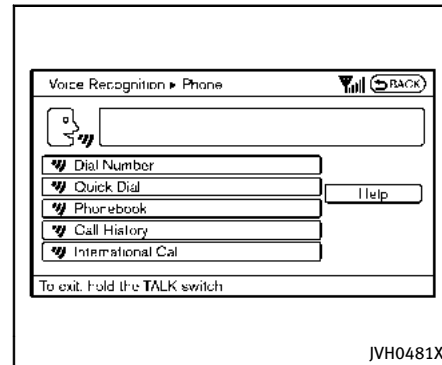 Voice Recognition ▸ Phone BACK
Dial Number
Quick Dial
Help
Phonebook
Call History
International Cal
To exit, hold the TALK switch
JVH0481X